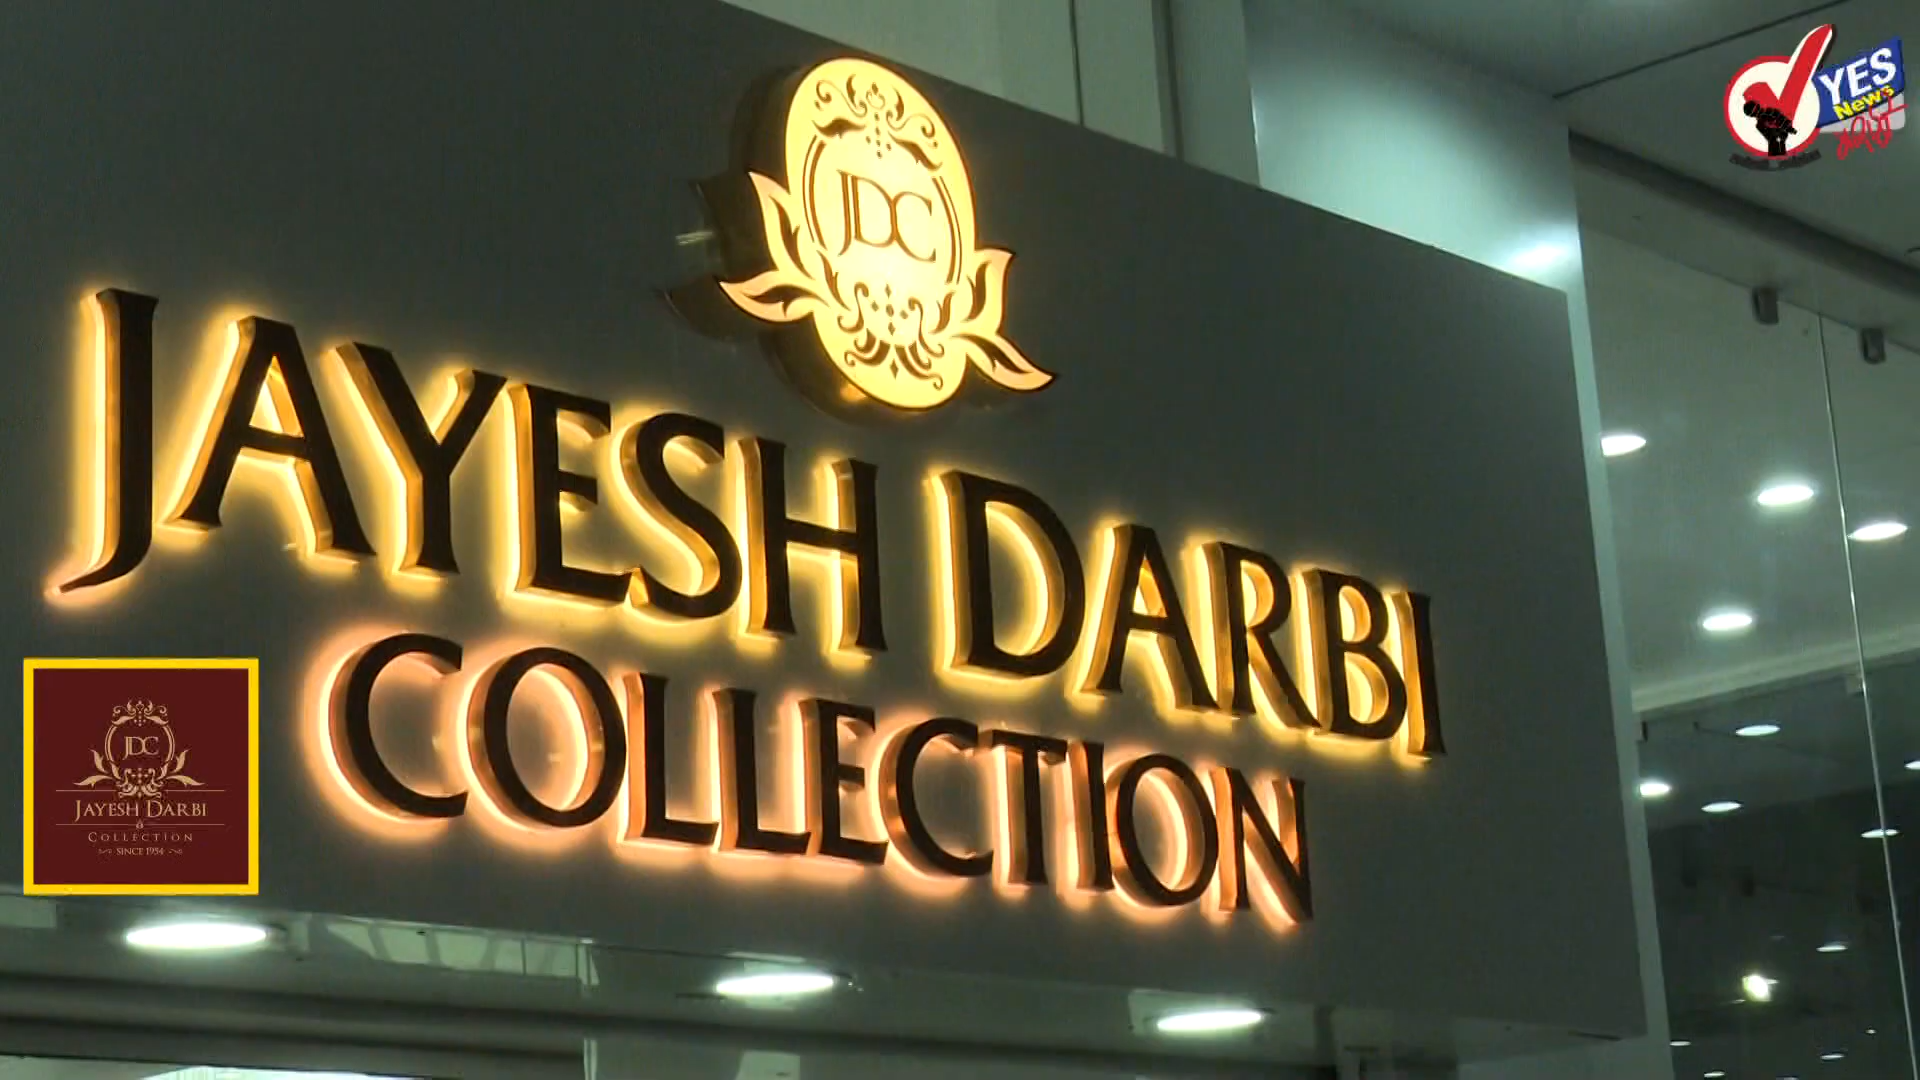 YES
News
JDC
JAYESH DARBI
COLLECTION
JDC
JAYESH DARBI
&
COLLECTION
SINCE 1954